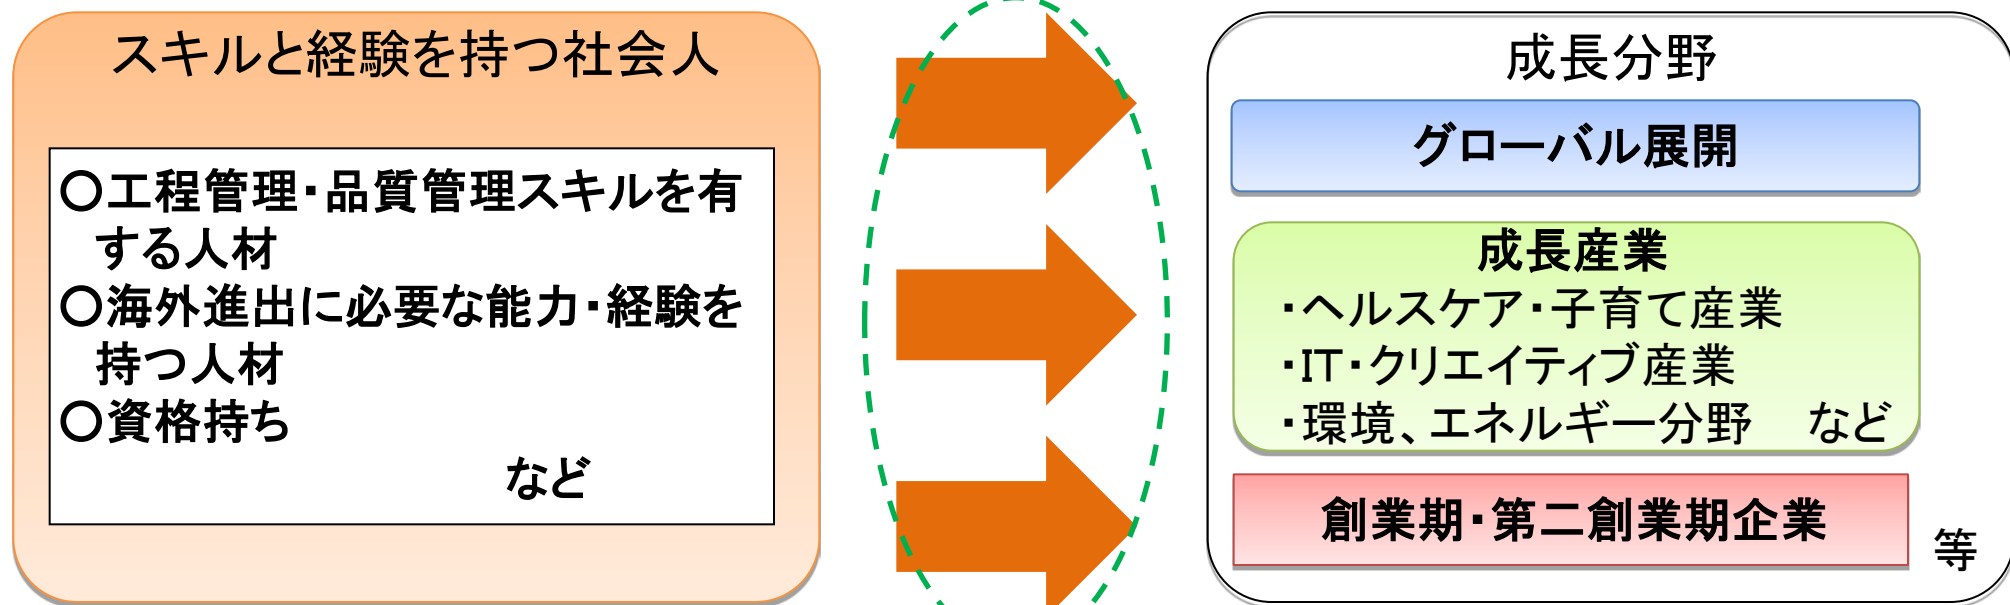 スキルと経験を持つ社会人
○工程管理・品質管理スキルを有
する人材
○海外進出に必要な能力・経験を
持つ人材
○資格持ち
など
成長分野
グローバル展開
成長産業
・ヘルスケア・子育て産業
・IT・クリエイティブ産業
・環境、エネルギー分野　など
創業期・第二創業期企業
等